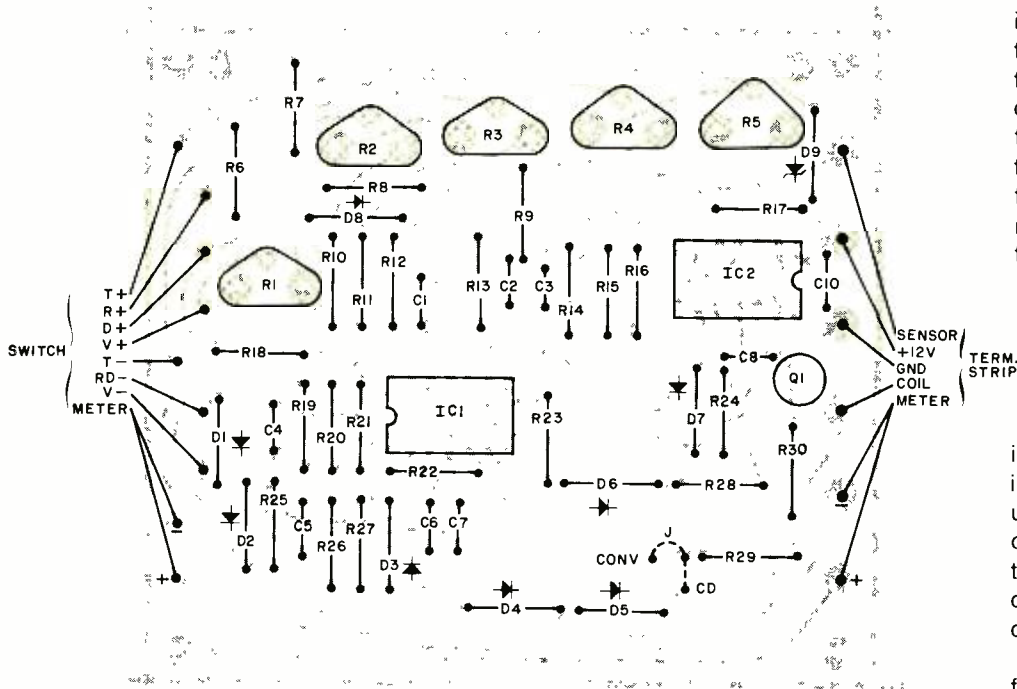 R7
R2
R3
R4
R5
D9
R6
R8
R17
D8
R9
R10
R11
R12
C1
R13
C2
C3
R14
R15
R16
IC2
C10
R1
T+
R+
D+
V+
T−
RD−
V−
METER
SWITCH
SENSOR
+12V
GND
COIL
METER
TERM.
STRIP
R18
C8
Q1
R19
R20
R21
IC1
R23
D7
R24
R30
D1
C4
R22
D6
R28
R25
D2
C5
R26
R27
D3
C6
C7
J
CONV
CD
R29
D4
D5
−
+
−
+